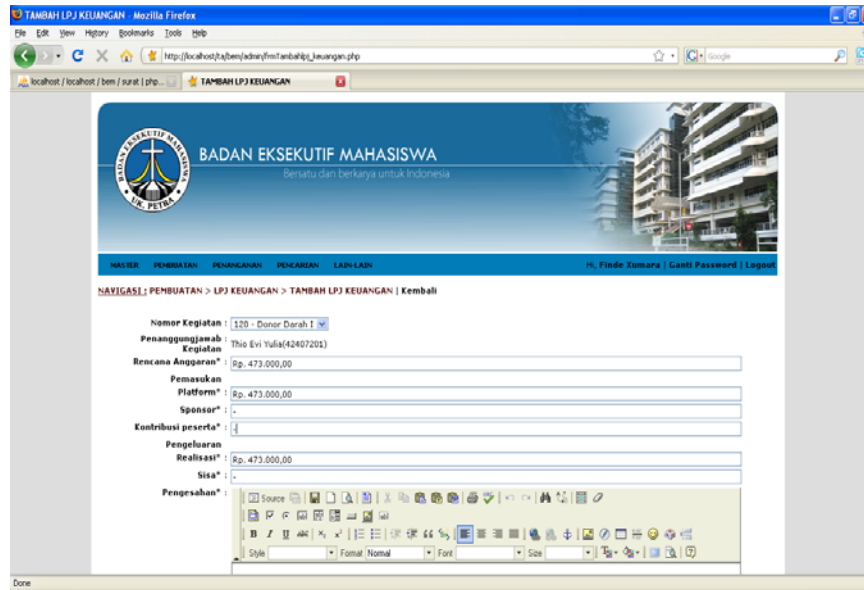 TAMBAH LPJ KEUANGAN - Mozilla Firefox
File Edit View History Bookmarks Tools Help
http://localhost/ta/bem/admin/frmTambahlpj_keuangan.php
Google
localhost / localhost / bem / surat | php...
TAMBAH LPJ KEUANGAN
BADAN EKSEKUTIF MAHASISWA
UK. PETRA
BADAN EKSEKUTIF MAHASISWA
Bersatu dan berkarya untuk Indonesia
MASTER PEMBUATAN PENANGANAN PENCARIAN LAIN-LAIN
Hi, Finde Xumara | Ganti Password | Logout
NAVIGASI : PEMBUATAN > LPJ KEUANGAN > TAMBAH LPJ KEUANGAN | Kembali
Nomor Kegiatan : 120 - Donor Darah I
Penanggungjawab Kegiatan : Thio Evi Yulia(42407201)
Rencana Anggaran* : Rp. 473.000,00
Pemasukan
Platform* : Rp. 473.000,00
Sponsor* : -
Kontribusi peserta* : -
Pengeluaran
Realisasi* : Rp. 473.000,00
Sisa* : -
Pengesahan* :
Source
B I U ABC x₂ x²
Style Format Normal Font Size
Done